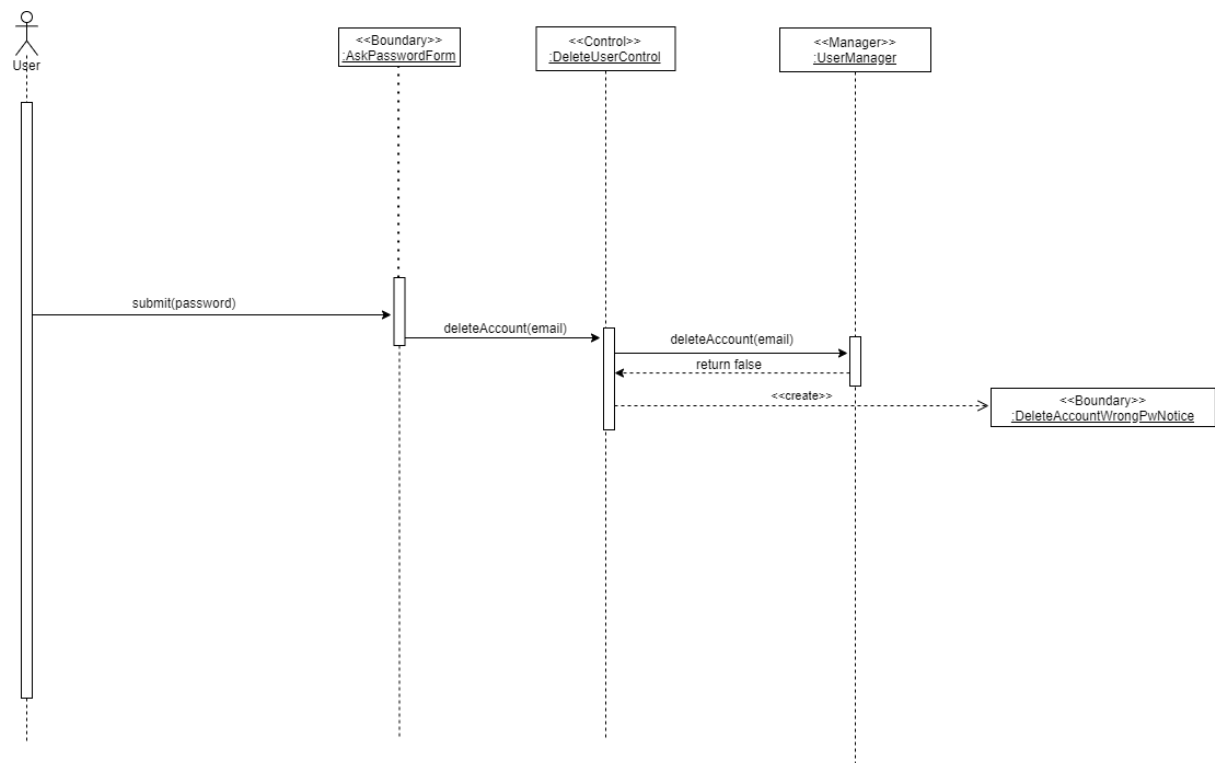 User
<<Boundary>>
:AskPasswordForm
<<Control>>
:DeleteUserControl
<<Manager>>
:UserManager
submit(password)
deleteAccount(email)
deleteAccount(email)
return false
<<create>>
<<Boundary>>
:DeleteAccountWrongPwNotice